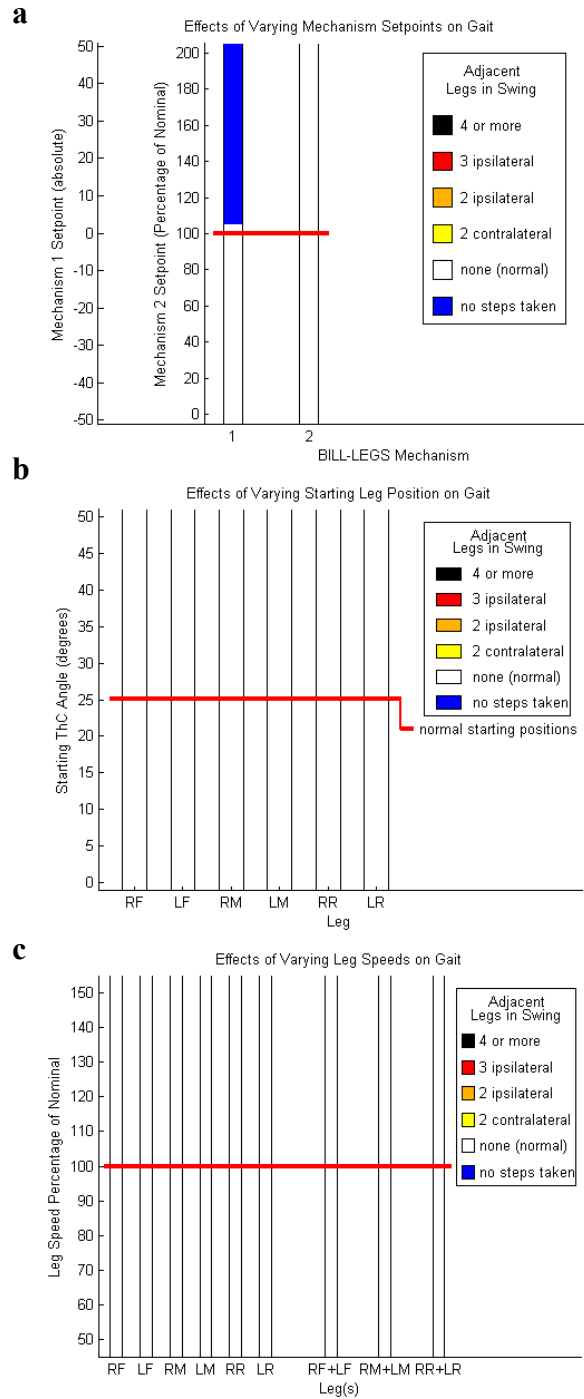 a
Effects of Varying Mechanism Setpoints on Gait
Mechanism 1 Setpoint (absolute)
50
40
30
20
10
0
-10
-20
-30
-40
-50
Mechanism 2 Setpoint (Percentage of Nominal)
200
180
160
140
120
100
80
60
40
20
0
1
2
BILL-LEGS Mechanism
Adjacent
Legs in Swing
4 or more
3 ipsilateral
2 ipsilateral
2 contralateral
none (normal)
no steps taken
b
Effects of Varying Starting Leg Position on Gait
Starting ThC Angle (degrees)
50
45
40
35
30
25
20
15
10
5
0
RF
LF
RM
LM
RR
LR
Leg
Adjacent
Legs in Swing
4 or more
3 ipsilateral
2 ipsilateral
2 contralateral
none (normal)
no steps taken
normal starting positions
c
Effects of Varying Leg Speeds on Gait
Leg Speed Percentage of Nominal
150
140
130
120
110
100
90
80
70
60
50
RF
LF
RM
LM
RR
LR
RF+LF
RM+LM
RR+LR
Leg(s)
Adjacent
Legs in Swing
4 or more
3 ipsilateral
2 ipsilateral
2 contralateral
none (normal)
no steps taken